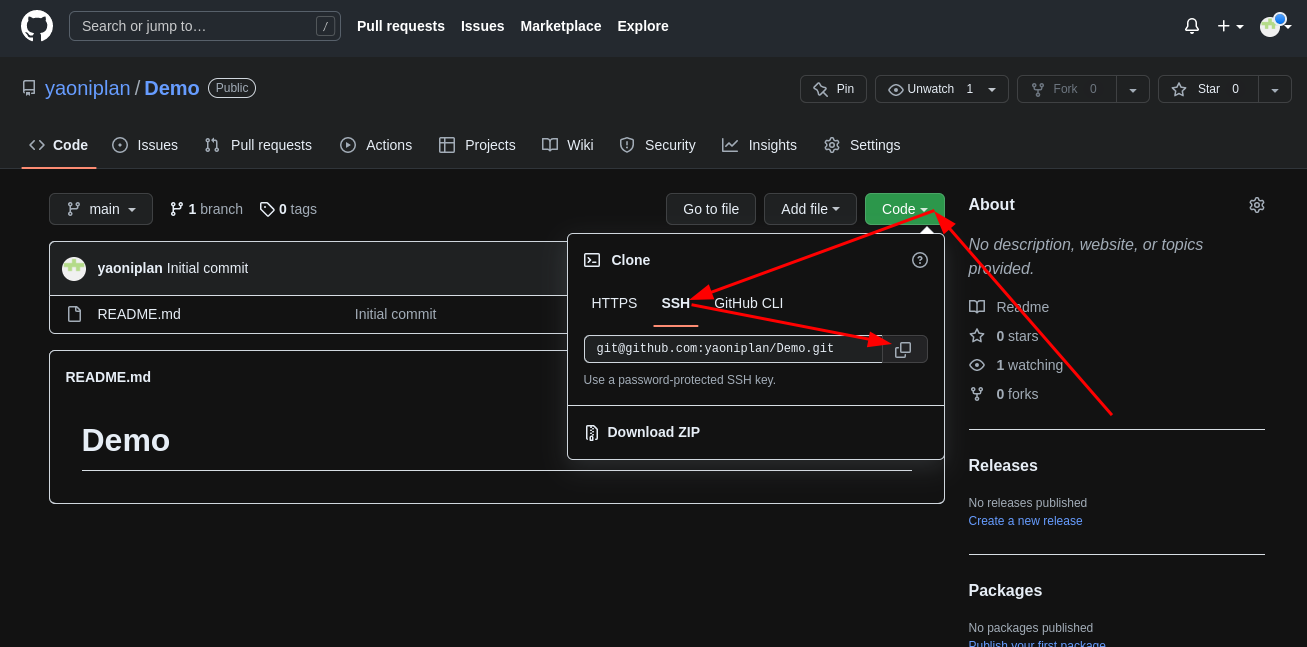 Search or jump to… / Pull requests Issues Marketplace Explore
yaoniplan / Demo Public Pin Unwatch 1 Fork 0 Star 0
Code Issues Pull requests Actions Projects Wiki Security Insights Settings
main 1 branch 0 tags Go to file Add file Code
yaoniplan Initial commit
README.md Initial commit
README.md
Demo
Clone
HTTPS SSH GitHub CLI
git@github.com:yaoniplan/Demo.git
Use a password-protected SSH key.
Download ZIP
About
No description, website, or topics
provided.
Readme
0 stars
1 watching
0 forks
Releases
No releases published
Create a new release
Packages
No packages published
Publish your first package